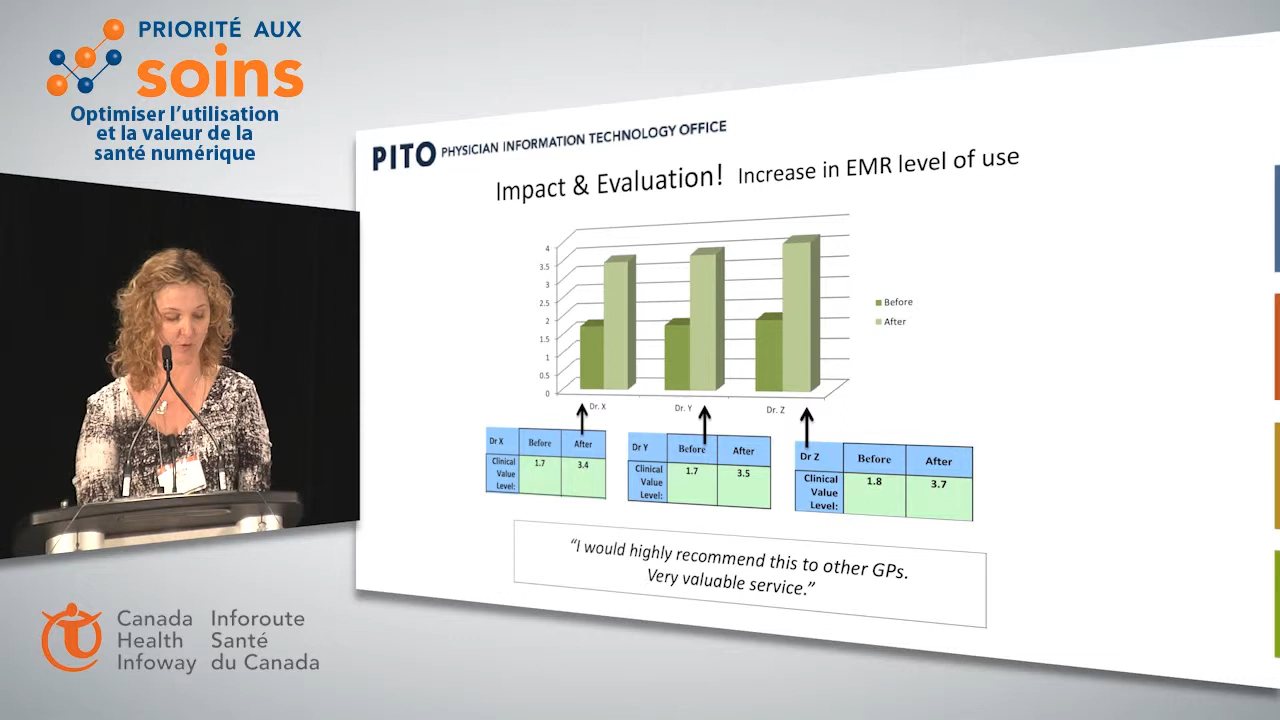 PRIORITÉ AUX
soins
Optimiser l'utilisation
et la valeur de la
santé numérique
PITO PHYSICIAN INFORMATION TECHNOLOGY OFFICE
Impact & Evaluation! Increase in EMR level of use
4
3.5
3
2.5
2
1.5
1
0.5
0
Dr. X
Dr. Y
Dr. Z
Before
After
Dr X Before After
Clinical Value Level: 1.7 3.4
Dr Y Before After
Clinical Value Level: 1.7 3.5
Dr Z Before After
Clinical Value Level: 1.8 3.7
"I would highly recommend this to other GPs.
Very valuable service."
Canada Inforoute
Health Santé
Infoway du Canada